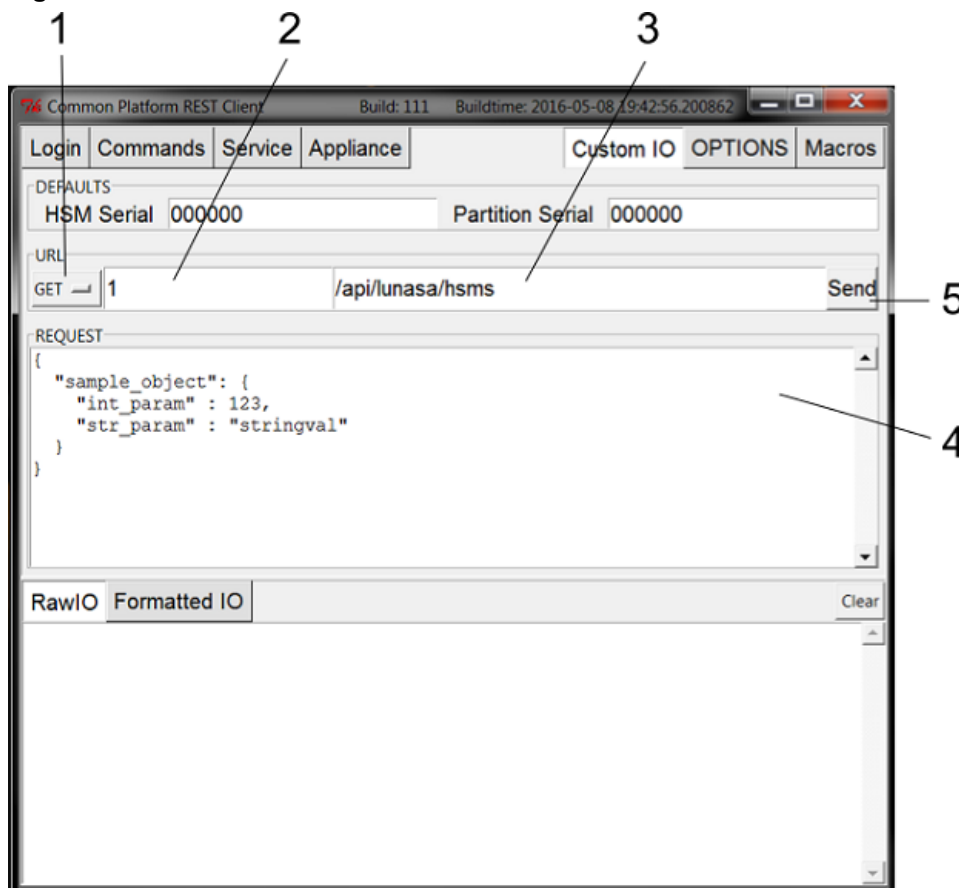 1 2 3
Common Platform REST Client Build: 111 Buildtime: 2016-05-08 19:42:56.200862
Login Commands Service Appliance Custom IO OPTIONS Macros
DEFAULTS
HSM Serial 000000 Partition Serial 000000
URL
GET 1 /api/lunasa/hsms Send 5
REQUEST
{
"sample_object": {
"int_param" : 123,
"str_param" : "stringval"
}
}
4
RawIO Formatted IO Clear